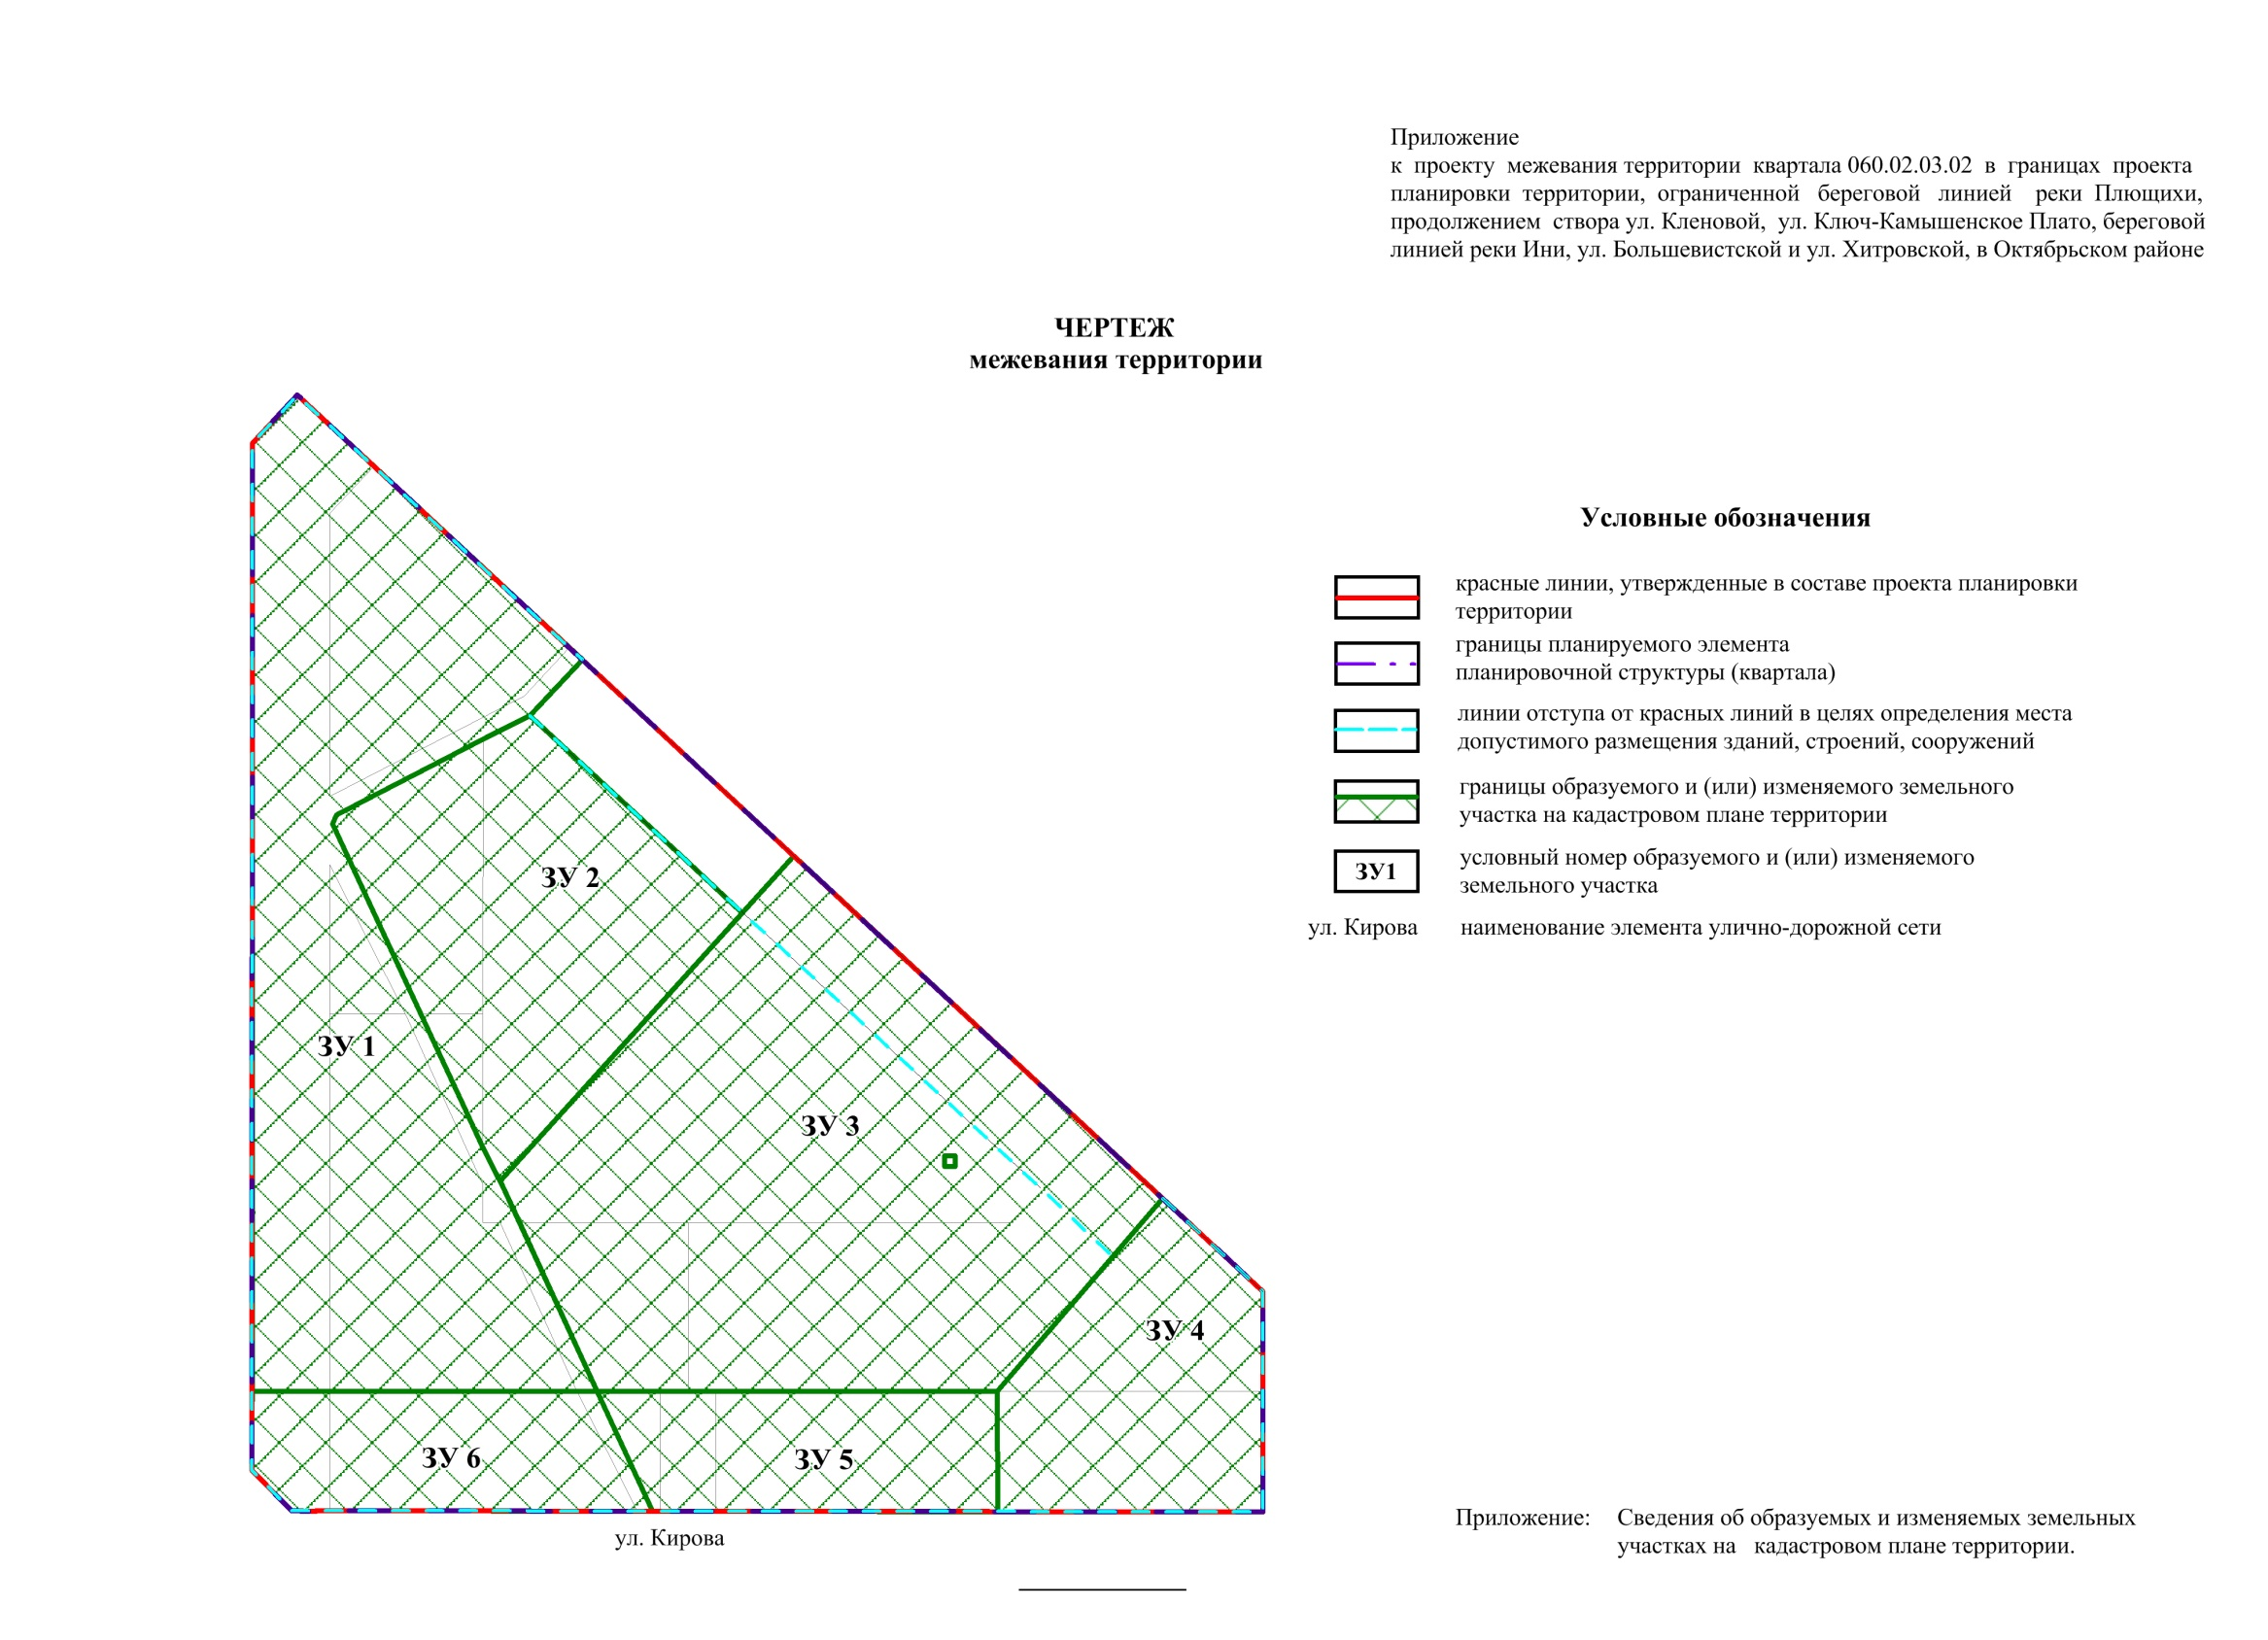 Приложение
к проекту межевания территории квартала 060.02.03.02 в границах проекта
планировки территории, ограниченной береговой линией реки Плющихи,
продолжением створа ул. Кленовой, ул. Ключ-Камышенское Плато, береговой
линией реки Ини, ул. Большевистской и ул. Хитровской, в Октябрьском районе
ЧЕРТЕЖ
межевания территории
Условные обозначения
красные линии, утвержденные в составе проекта планировки
территории
границы планируемого элемента
планировочной структуры (квартала)
линии отступа от красных линий в целях определения места
допустимого размещения зданий, строений, сооружений
границы образуемого и (или) изменяемого земельного
участка на кадастровом плане территории
ЗУ1
условный номер образуемого и (или) изменяемого
земельного участка
ул. Кирова
наименование элемента улично-дорожной сети
ЗУ 2
ЗУ 1
ЗУ 3
ЗУ 4
ЗУ 6
ЗУ 5
ул. Кирова
Приложение: Сведения об образуемых и изменяемых земельных
участках на кадастровом плане территории.